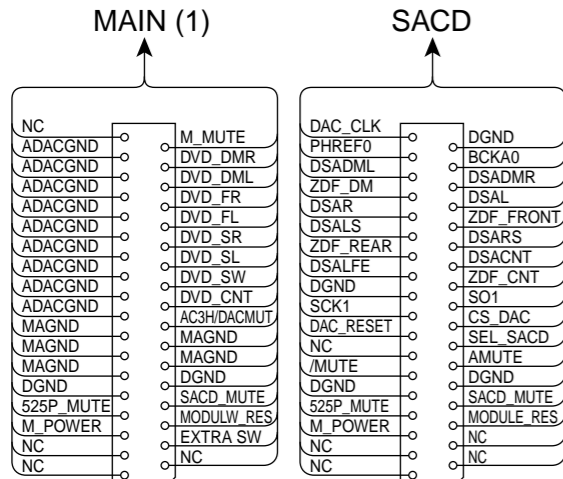 MAIN (1)
NC
ADACGND
ADACGND
ADACGND
ADACGND
ADACGND
ADACGND
ADACGND
ADACGND
ADACGND
MAGND
MAGND
MAGND
DGND
525P_MUTE
M_POWER
NC
NC
M_MUTE
DVD_DMR
DVD_DML
DVD_FR
DVD_FL
DVD_SR
DVD_SL
DVD_SW
DVD_CNT
AC3H/DACMUT
MAGND
MAGND
DGND
SACD_MUTE
MODULW_RES
EXTRA SW
NC
SACD
DAC_CLK
PHREF0
DSADML
ZDF_DM
DSAR
DSALS
ZDF_REAR
DSALFE
DGND
SCK1
DAC_RESET
NC
/MUTE
DGND
525P_MUTE
M_POWER
NC
NC
DGND
BCKA0
DSADMR
DSAL
ZDF_FRONT
DSARS
DSACNT
ZDF_CNT
SO1
CS_DAC
SEL_SACD
AMUTE
DGND
SACD_MUTE
MODULE_RES
NC
NC